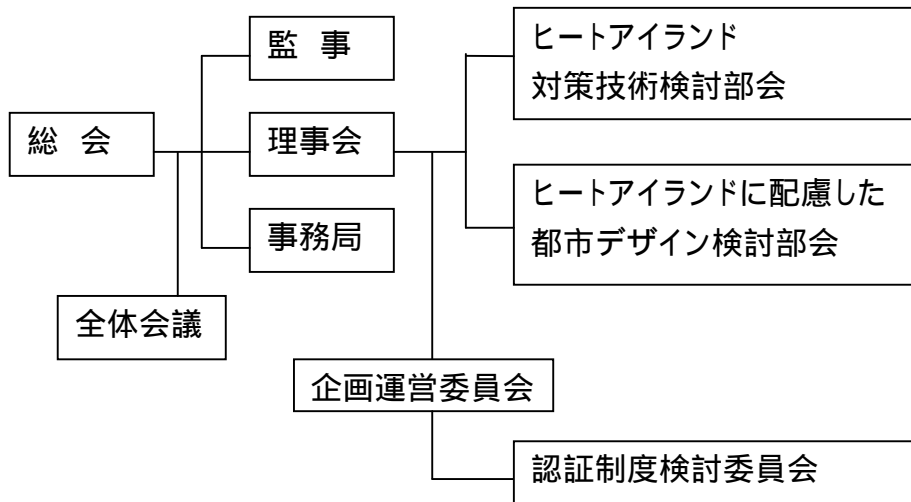 監 事
ヒートアイランド
対策技術検討部会
総 会
理事会
ヒートアイランドに配慮した
都市デザイン検討部会
事務局
全体会議
企画運営委員会
認証制度検討委員会